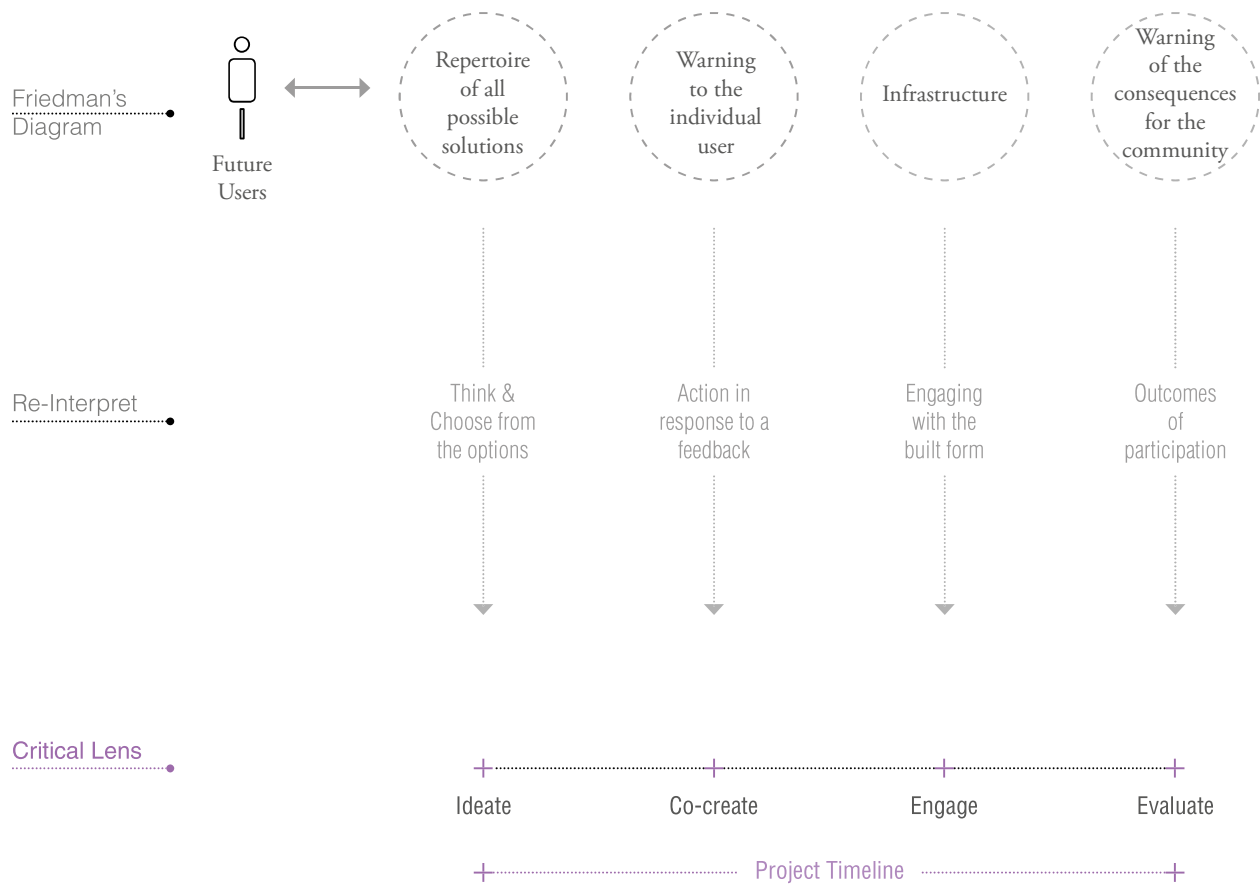 Friedman's
Diagram
Future
Users
Repertoire
of all
possible
solutions
Warning
to the
individual
user
Infrastructure
Warning
of the
consequences
for the
community
Re-Interpret
Think &
Choose from
the options
Action in
response to a
feedback
Engaging
with the
built form
Outcomes
of
participation
Critical Lens
Ideate
Co-create
Engage
Evaluate
Project Timeline